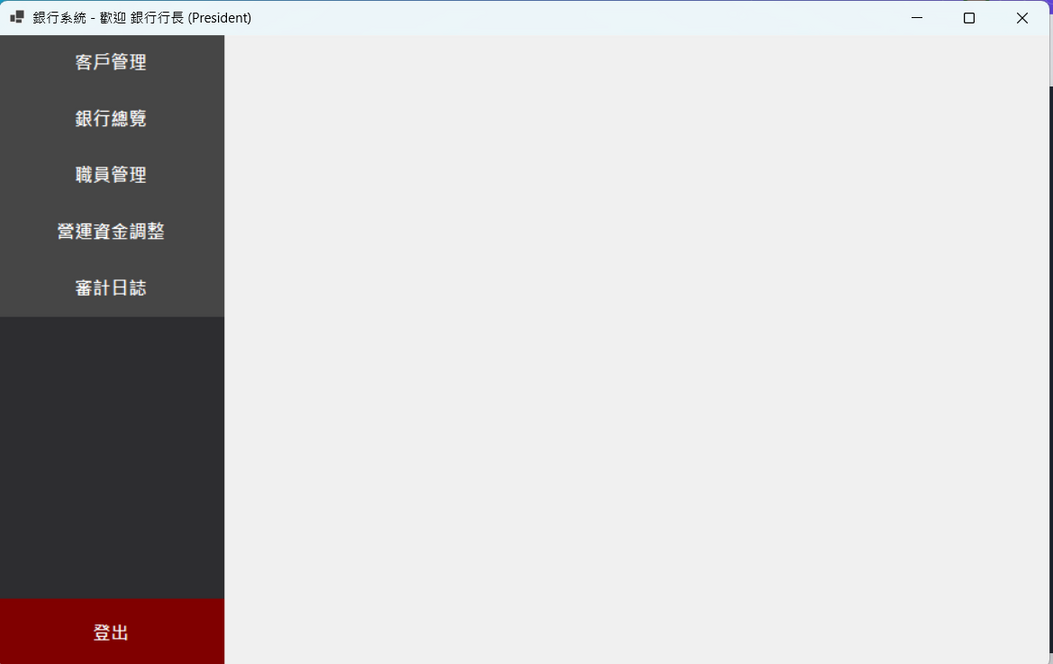 銀行系統 - 歡迎 銀行行長 (President)
客戶管理
銀行總覽
職員管理
營運資金調整
審計日誌
登出